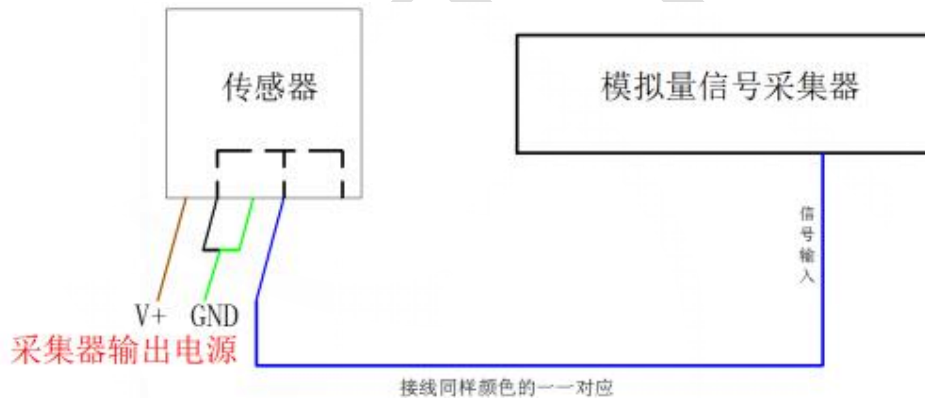 传感器
模拟量信号采集器
信号输入
V+ GND
采集器输出电源
接线同样颜色的一一对应